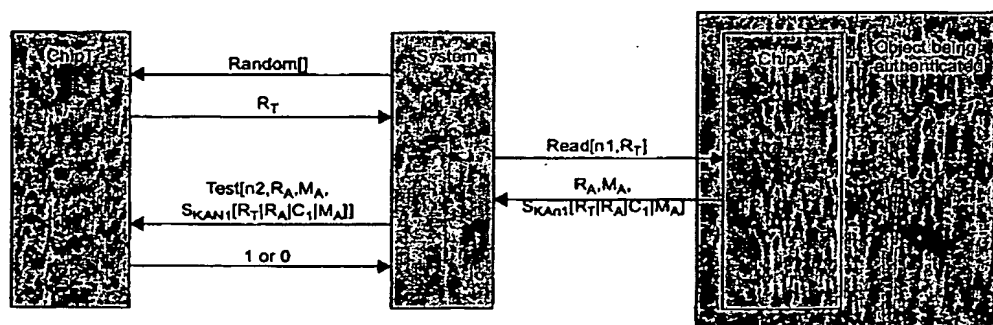 ChipT
System
ChipA
Object being
authenticated
Random[]
R_T
Read[n1,R_T]
R_A,M_A,
S_KAn1[R_T|R_A|C_1|M_A]
Test[n2,R_A,M_A,
S_KAN1[R_T|R_A|C_1|M_A]]
1 or 0